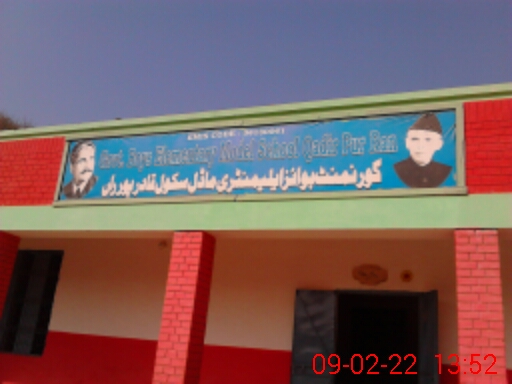 Govt. Boys Elementary Model School Qadir Pur Ran
گورنمنٹ بوائز ایلیمنٹری ماڈل سکول قادر پور راں
09-02-22 13:52